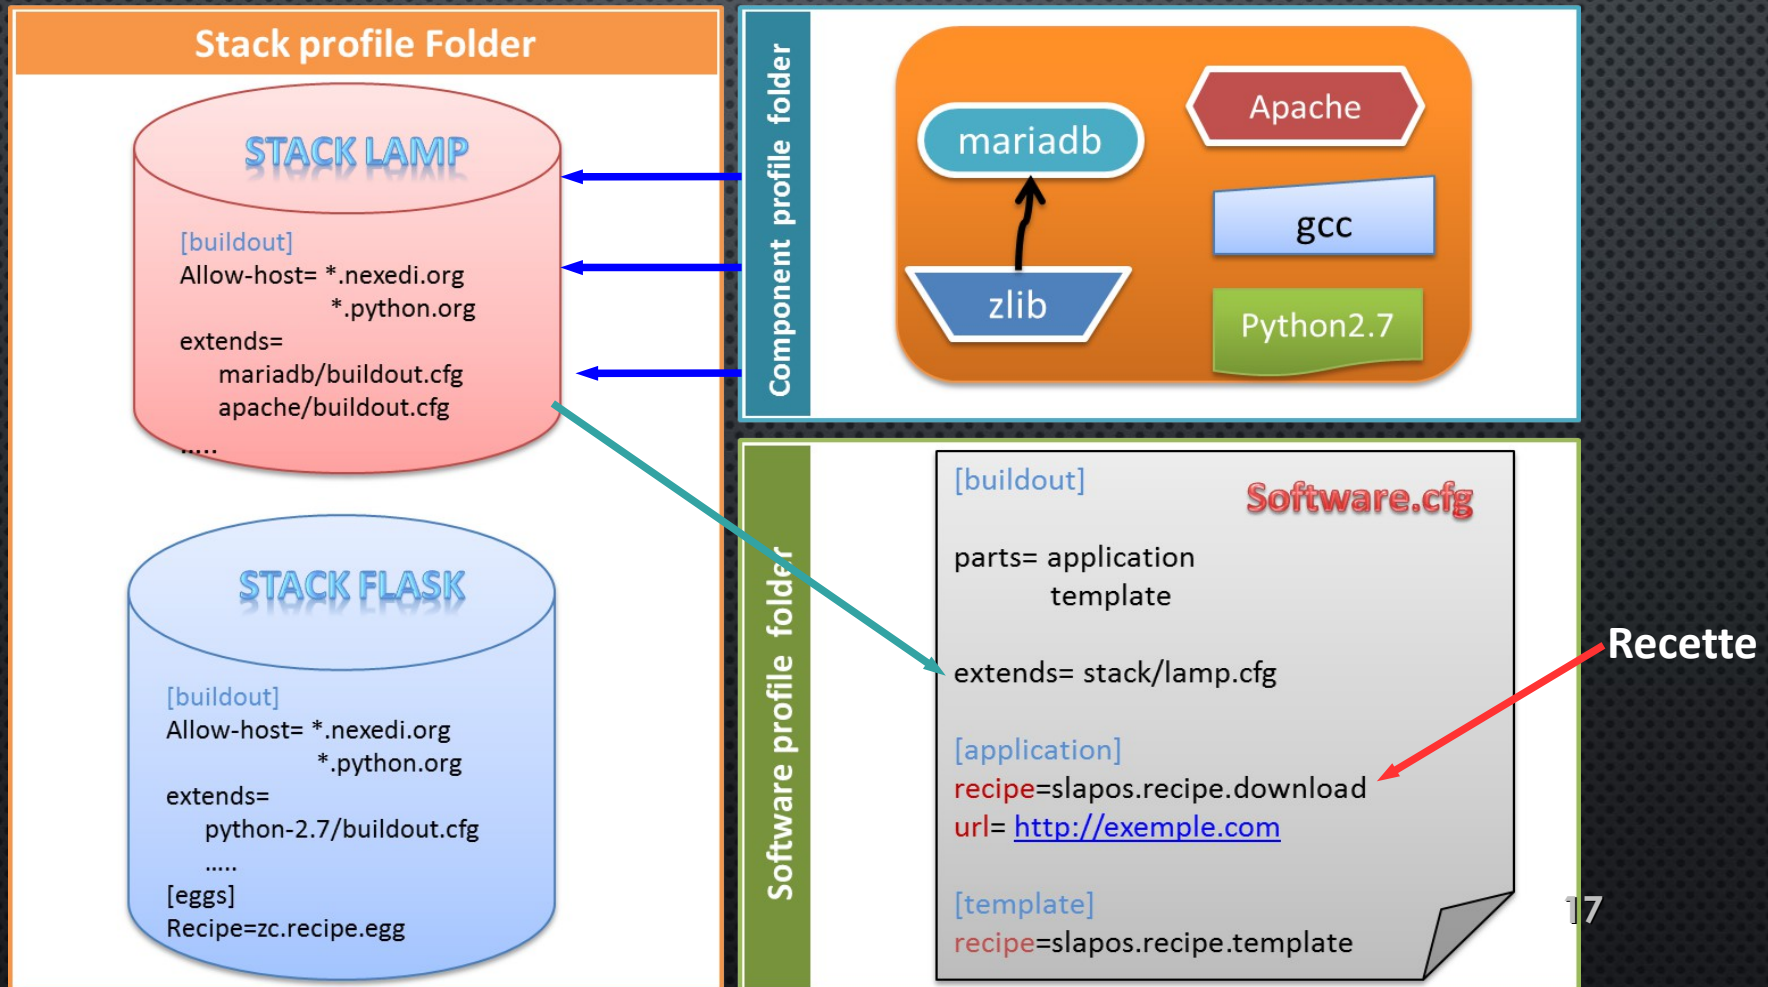 Stack profile Folder
STACK LAMP
[buildout]
Allow-host= *.nexedi.org
*.python.org
extends=
mariadb/buildout.cfg
apache/buildout.cfg
.....
STACK FLASK
[buildout]
Allow-host= *.nexedi.org
*.python.org
extends=
python-2.7/buildout.cfg
.....
[eggs]
Recipe=zc.recipe.egg
Component profile folder
mariadb
Apache
gcc
zlib
Python2.7
Software profile folder
[buildout]
Software.cfg
parts= application
template
extends= stack/lamp.cfg
[application]
recipe=slapos.recipe.download
url= http://exemple.com
[template]
recipe=slapos.recipe.template
Recette
17